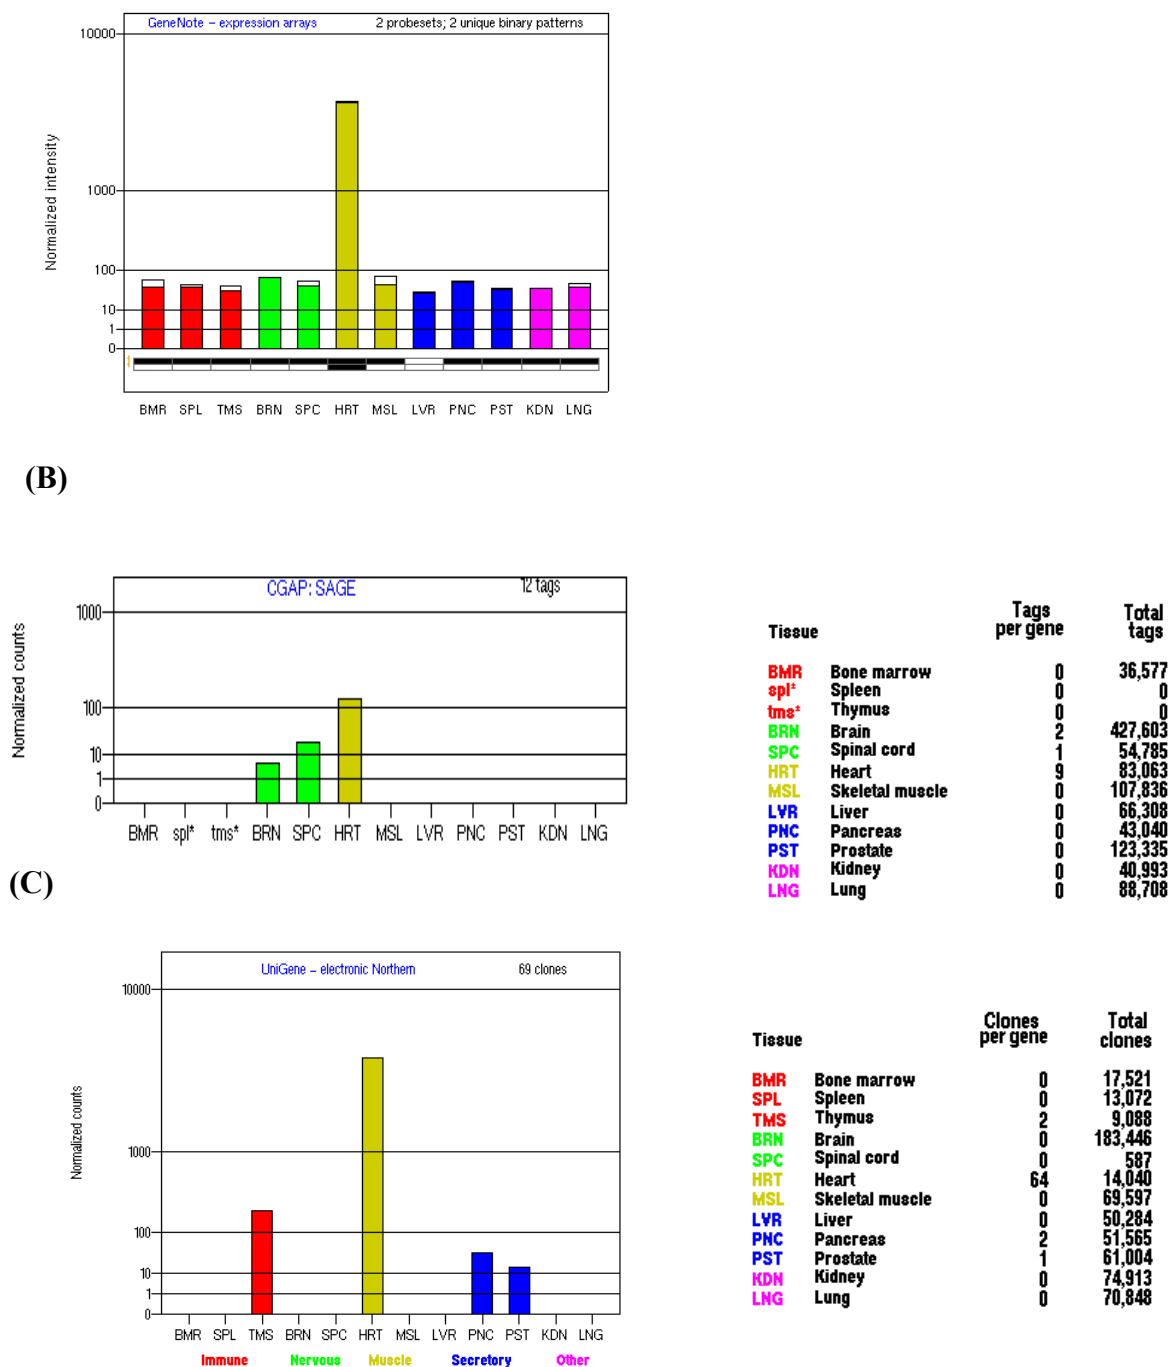 GeneNote – expression arrays 2 probesets; 2 unique binary patterns
10000
1000
100
10
1
0
Normalized intensity
1
BMR SPL TMS BRN SPC HRT MSL LVR PNC PST KDN LNG
(B)
CGAP: SAGE 12 tags
1000
100
10
1
0
Normalized counts
BMR spl* tms* BRN SPC HRT MSL LVR PNC PST KDN LNG
Tissue Tags per gene Total tags
BMR Bone marrow 0 36,577
spl* Spleen 0 0
tms* Thymus 0 0
BRN Brain 2 427,603
SPC Spinal cord 1 54,785
HRT Heart 9 83,063
MSL Skeletal muscle 0 107,836
LVR Liver 0 66,308
PNC Pancreas 0 43,040
PST Prostate 0 123,335
KDN Kidney 0 40,993
LNG Lung 0 88,708
(C)
UniGene – electronic Northern 69 clones
10000
1000
100
10
1
0
Normalized counts
BMR SPL TMS BRN SPC HRT MSL LVR PNC PST KDN LNG
Immune Nervous Muscle Secretory Other
Tissue Clones per gene Total clones
BMR Bone marrow 0 17,521
SPL Spleen 0 13,072
TMS Thymus 2 9,088
BRN Brain 0 183,446
SPC Spinal cord 0 587
HRT Heart 64 14,040
MSL Skeletal muscle 0 69,597
LVR Liver 0 50,284
PNC Pancreas 2 51,565
PST Prostate 1 61,004
KDN Kidney 0 74,913
LNG Lung 0 70,848